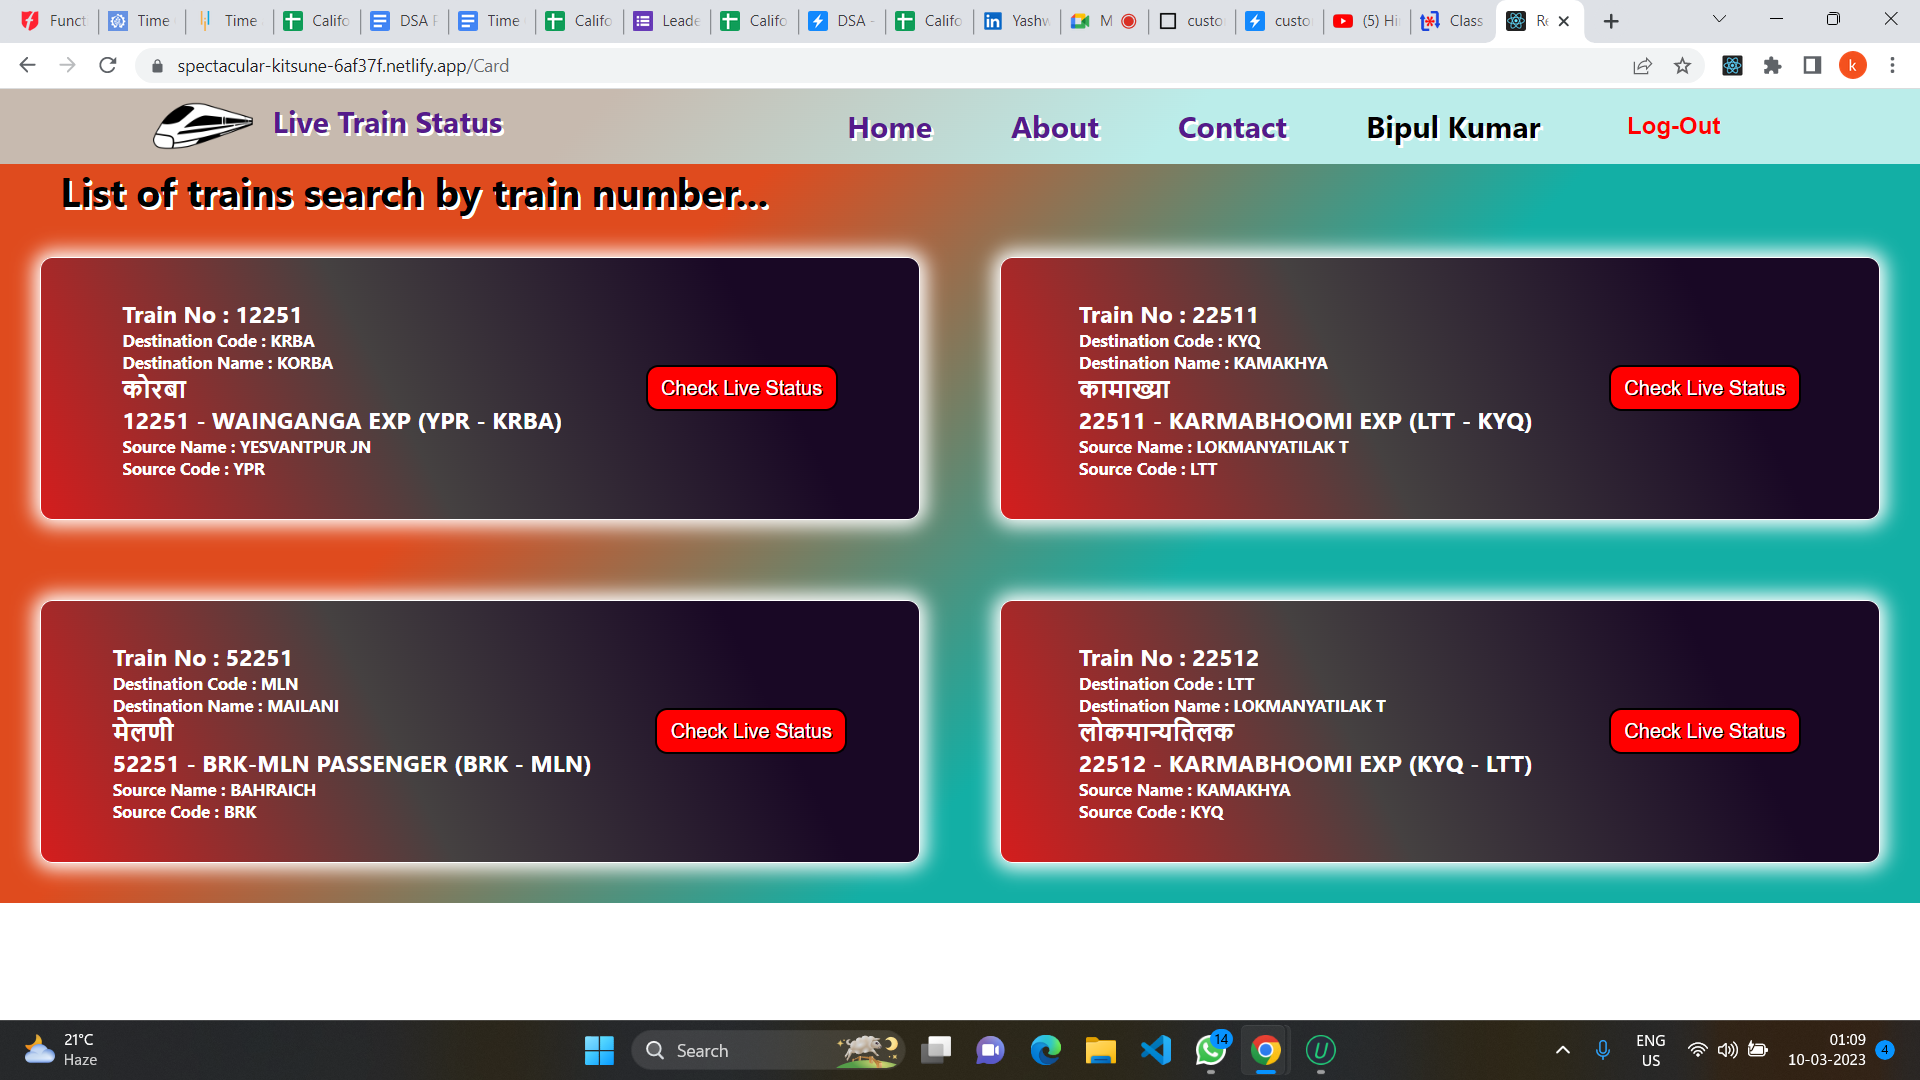 Funct
Time
Time
Califo
DSA
Time
Califo
Leade
Califo
DSA -
Califo
Yashw
M
custo
custo
(5) Hi
Class
Re
spectacular-kitsune-6af37f.netlify.app/Card
k
Live Train Status
Home
About
Contact
Bipul Kumar
Log-Out
List of trains search by train number...
Train No : 12251
Destination Code : KRBA
Destination Name : KORBA
कोरबा
12251 - WAINGANGA EXP (YPR - KRBA)
Source Name : YESVANTPUR JN
Source Code : YPR
Check Live Status
Train No : 22511
Destination Code : KYQ
Destination Name : KAMAKHYA
कामाख्या
22511 - KARMABHOOMI EXP (LTT - KYQ)
Source Name : LOKMANYATILAK T
Source Code : LTT
Check Live Status
Train No : 52251
Destination Code : MLN
Destination Name : MAILANI
मेलणी
52251 - BRK-MLN PASSENGER (BRK - MLN)
Source Name : BAHRAICH
Source Code : BRK
Check Live Status
Train No : 22512
Destination Code : LTT
Destination Name : LOKMANYATILAK T
लोकमान्यतिलक
22512 - KARMABHOOMI EXP (KYQ - LTT)
Source Name : KAMAKHYA
Source Code : KYQ
Check Live Status
21°C
Haze
Search
14
U
ENG
US
01:09
10-03-2023
4